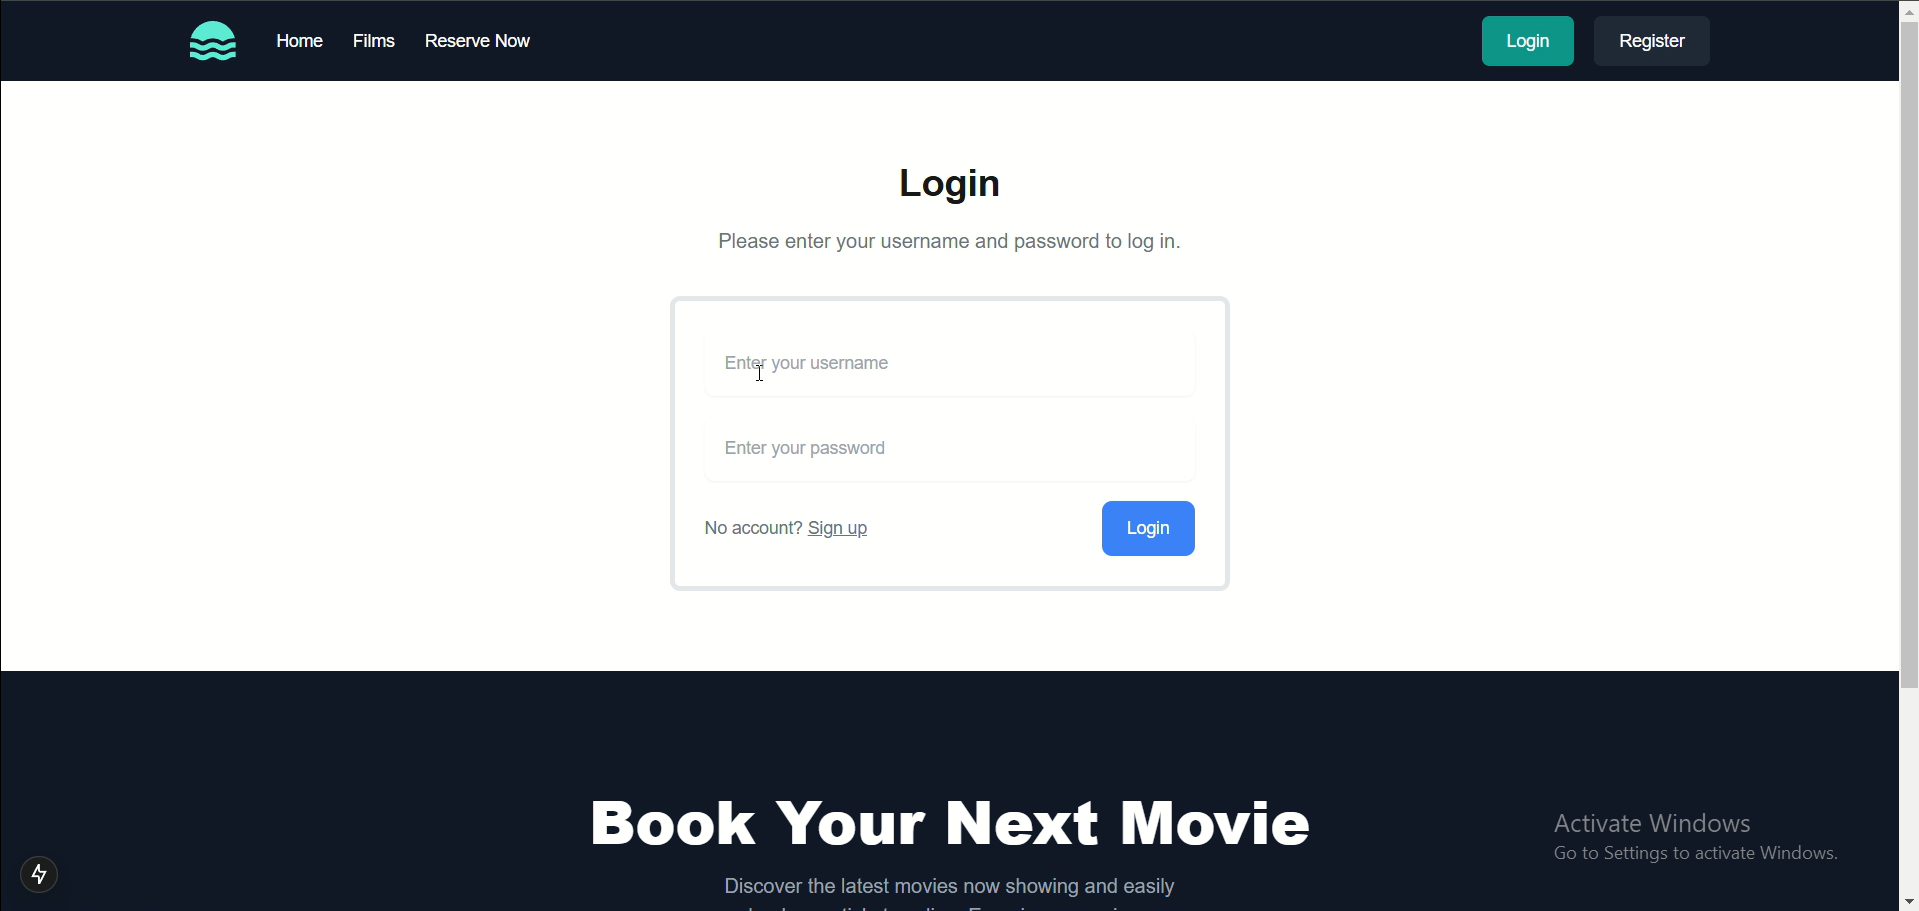 Home Films Reserve Now Login Register
Login
Please enter your username and password to log in.
Enter your username
Enter your password
No account? Sign up Login
Book Your Next Movie
Activate Windows
Go to Settings to activate Windows.
Discover the latest movies now showing and easily